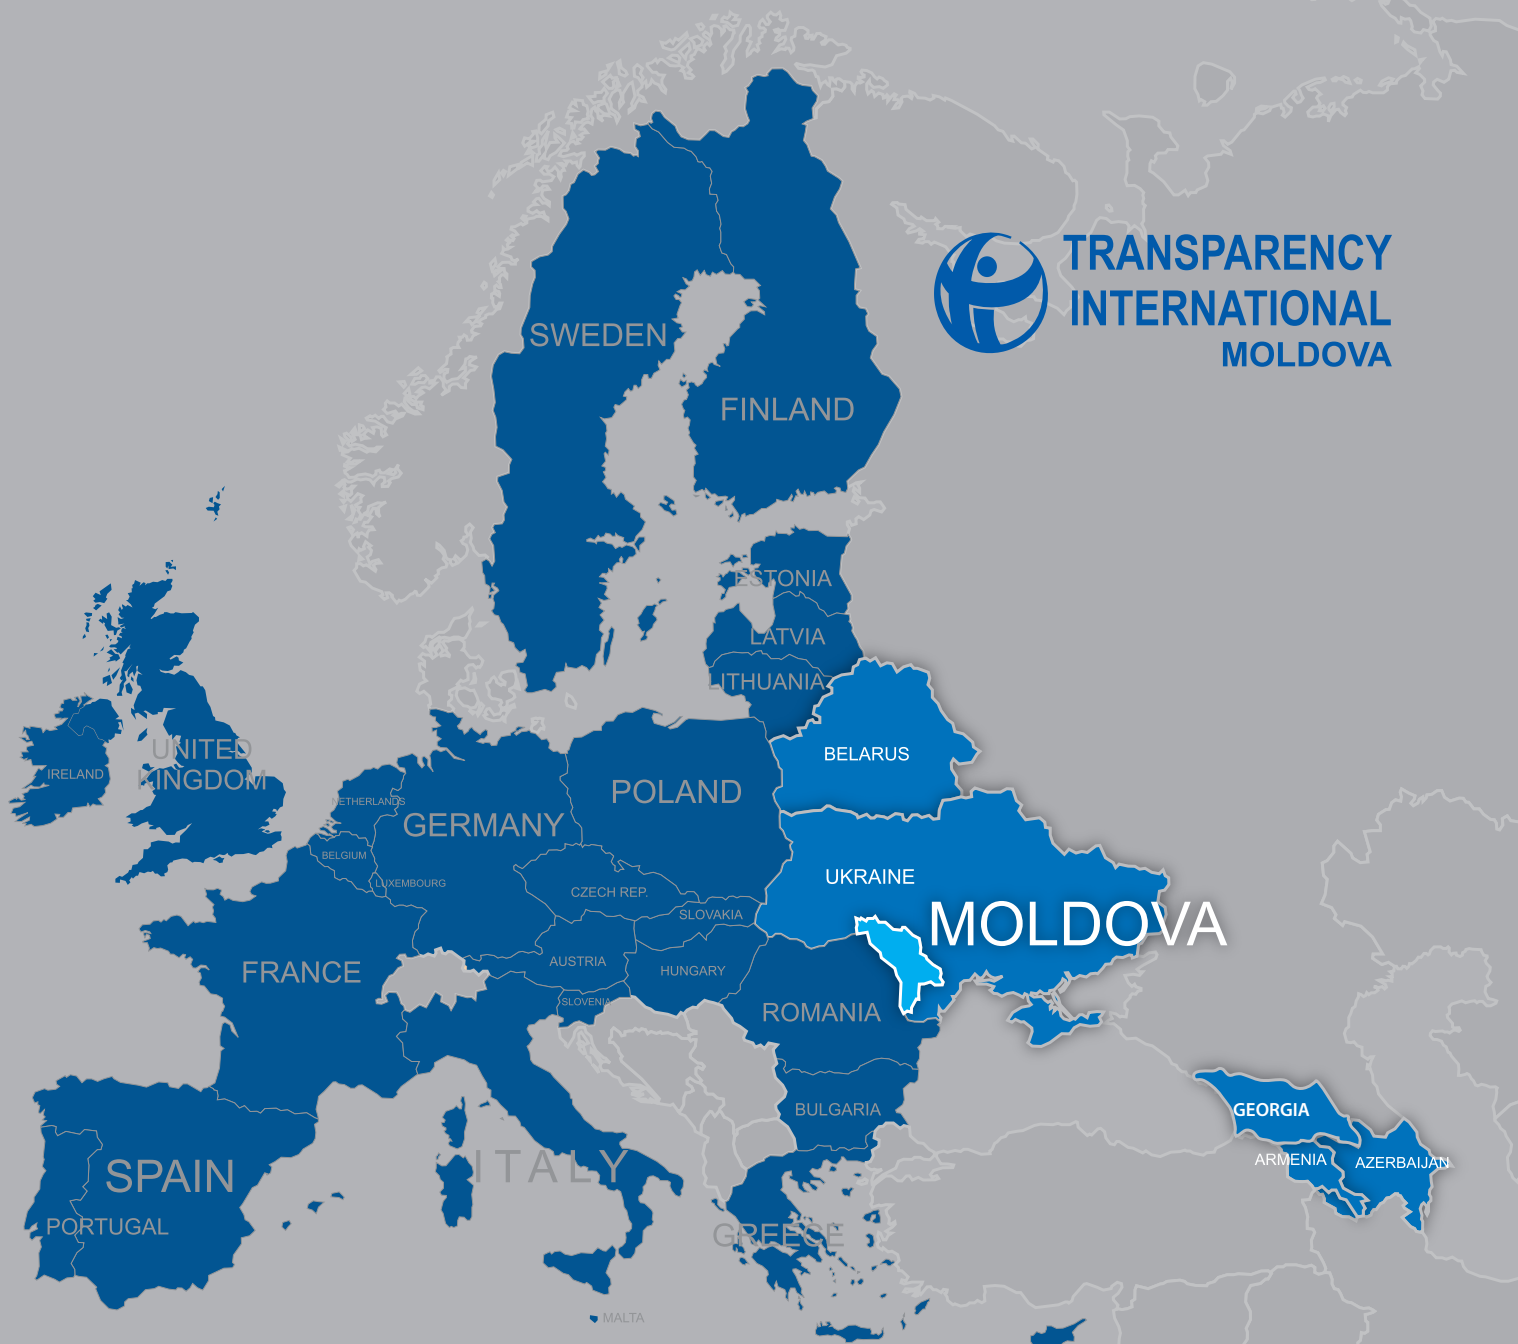 TRANSPARENCY
INTERNATIONAL
MOLDOVA
SWEDEN
FINLAND
ESTONIA
LATVIA
LITHUANIA
UNITED
KINGDOM
IRELAND
BELARUS
NETHERLANDS
POLAND
GERMANY
BELGIUM
LUXEMBOURG
CZECH REP.
UKRAINE
SLOVAKIA
MOLDOVA
FRANCE
AUSTRIA
HUNGARY
SLOVENIA
ROMANIA
BULGARIA
GEORGIA
ARMENIA
AZERBAIJAN
SPAIN
ITALY
PORTUGAL
GREECE
MALTA